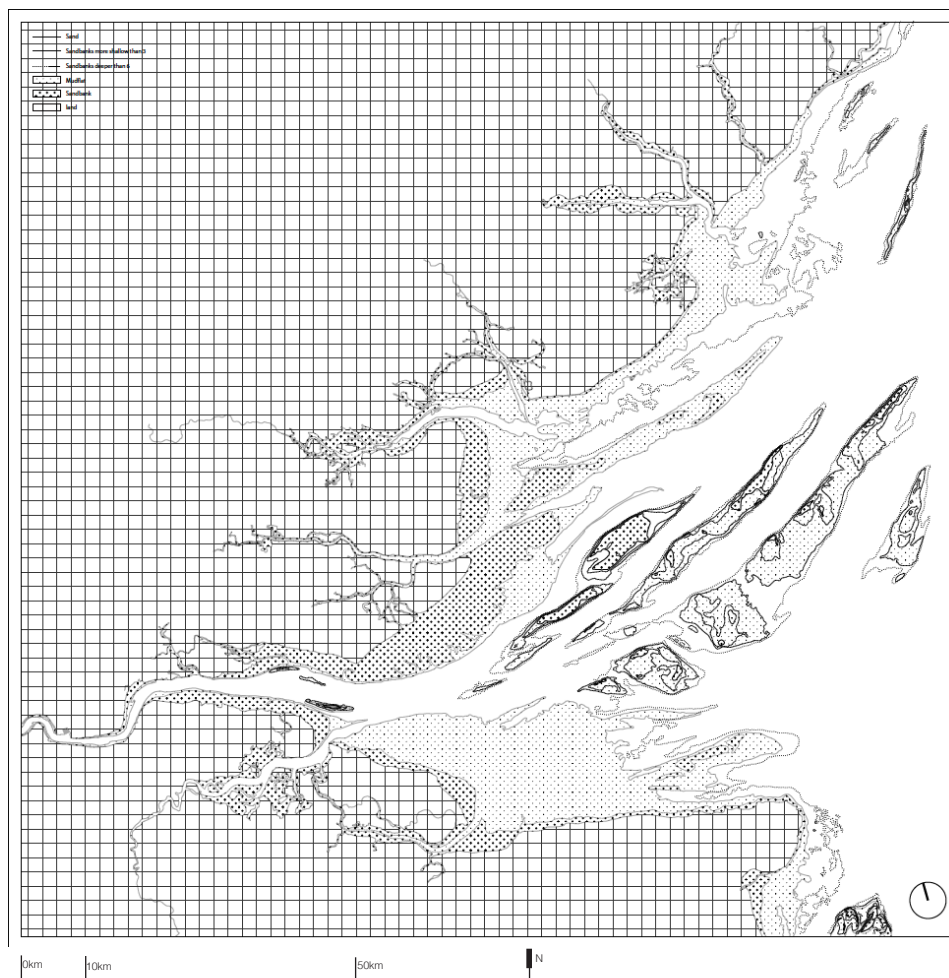 Sand
Sandbanks more shallow than 3
Sandbanks deeper than 6
Mudflat
Sandbank
land
0km
10km
50km
N